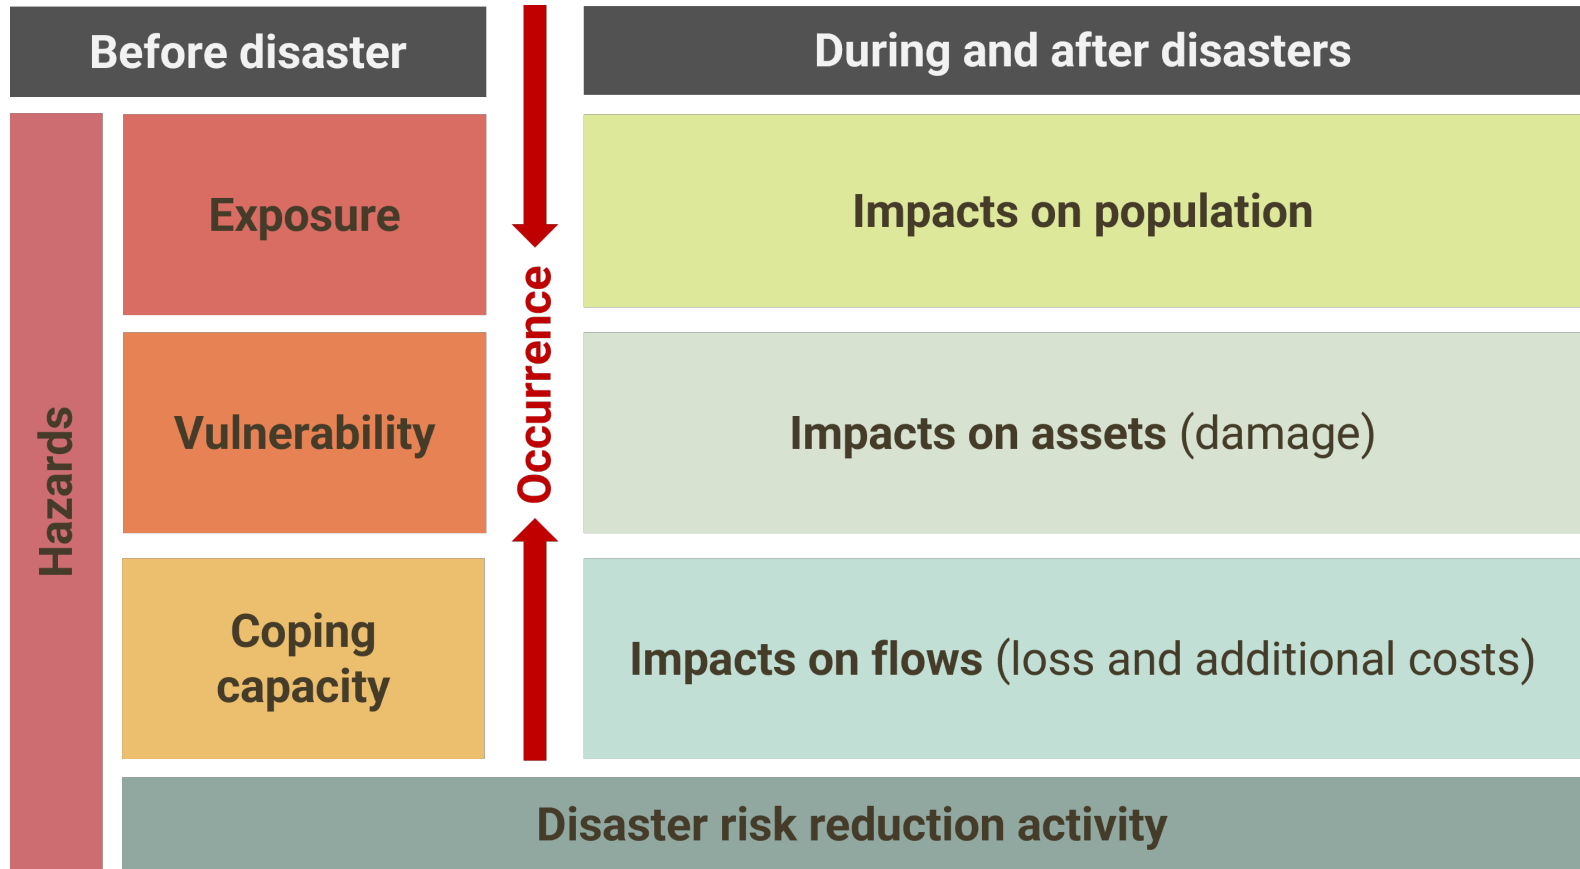 Before disaster
During and after disasters
Hazards
Exposure
Occurrence
Impacts on population
Vulnerability
Impacts on assets (damage)
Coping
capacity
Impacts on flows (loss and additional costs)
Disaster risk reduction activity